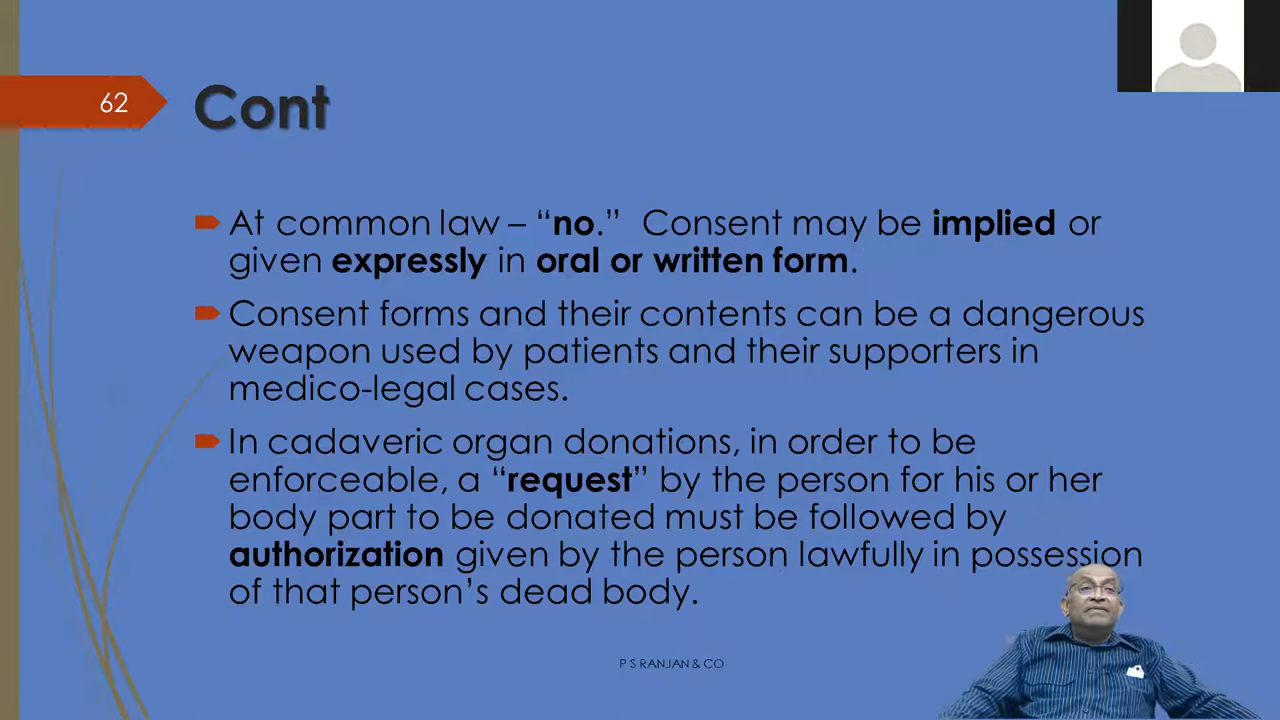 62
Cont
At common law – “no.”  Consent may be implied or
given expressly in oral or written form.
Consent forms and their contents can be a dangerous
weapon used by patients and their supporters in
medico-legal cases.
In cadaveric organ donations, in order to be
enforceable, a “request” by the person for his or her
body part to be donated must be followed by
authorization given by the person lawfully in possession
of that person’s dead body.
P S RANJAN & CO